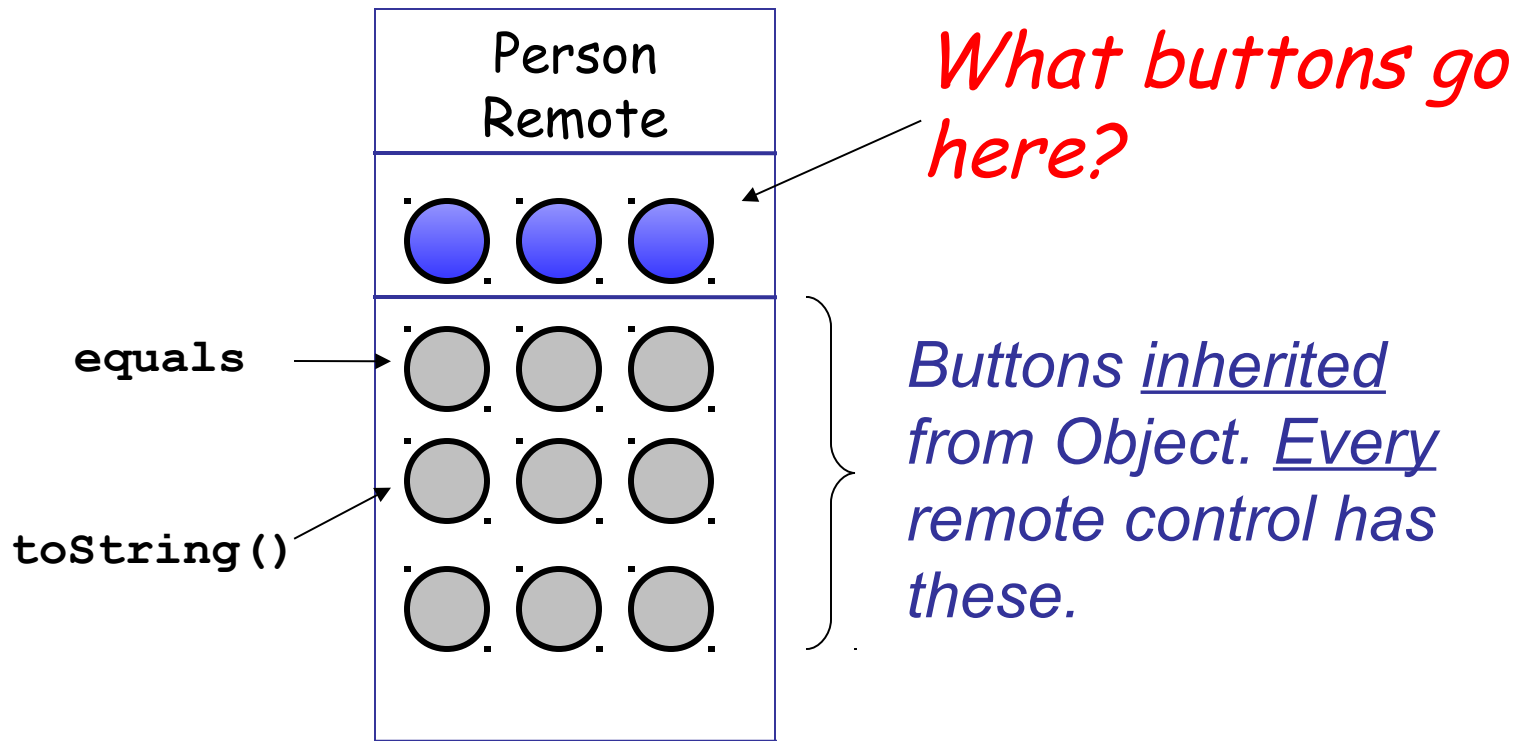 Person
Remote
What buttons go
here?
equals
toString()
Buttons inherited
from Object. Every
remote control has
these.